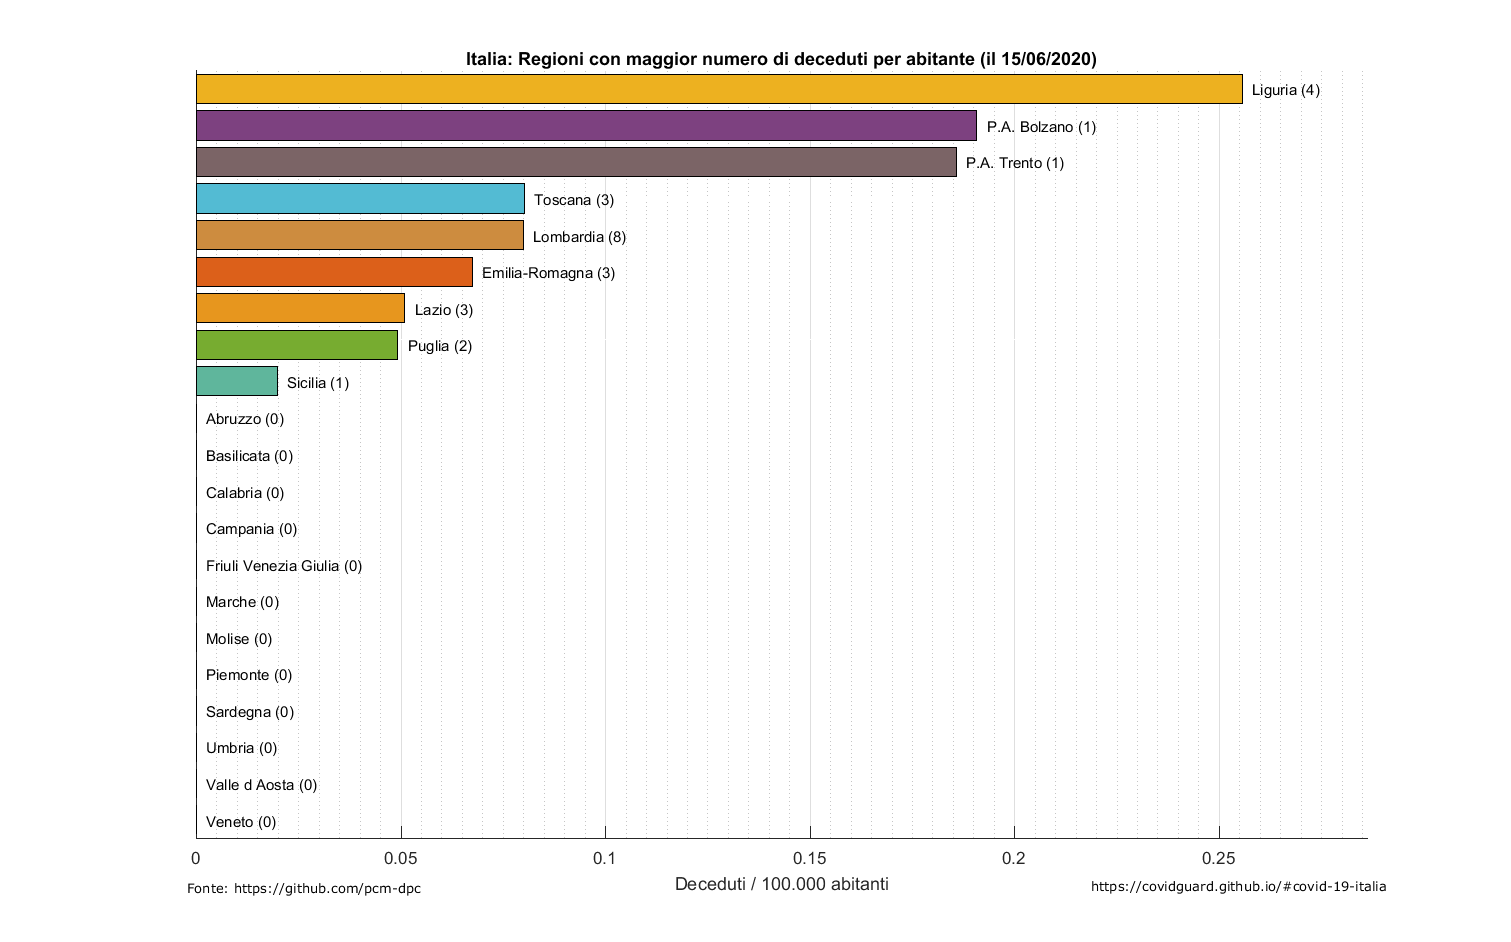 Italia: Regioni con maggior numero di deceduti per abitante (il 15/06/2020)
Liguria (4)
P.A. Bolzano (1)
P.A. Trento (1)
Toscana (3)
Lombardia (8)
Emilia-Romagna (3)
Lazio (3)
Puglia (2)
Sicilia (1)
Abruzzo (0)
Basilicata (0)
Calabria (0)
Campania (0)
Friuli Venezia Giulia (0)
Marche (0)
Molise (0)
Piemonte (0)
Sardegna (0)
Umbria (0)
Valle d Aosta (0)
Veneto (0)
0 0.05 0.1 0.15 0.2 0.25
Deceduti / 100.000 abitanti
Fonte: https://github.com/pcm-dpc
https://covidguard.github.io/#covid-19-italia